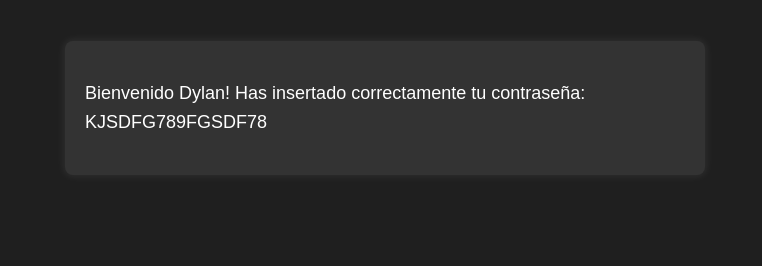 Bienvenido Dylan! Has insertado correctamente tu contraseña:
KJSDFG789FGSDF78